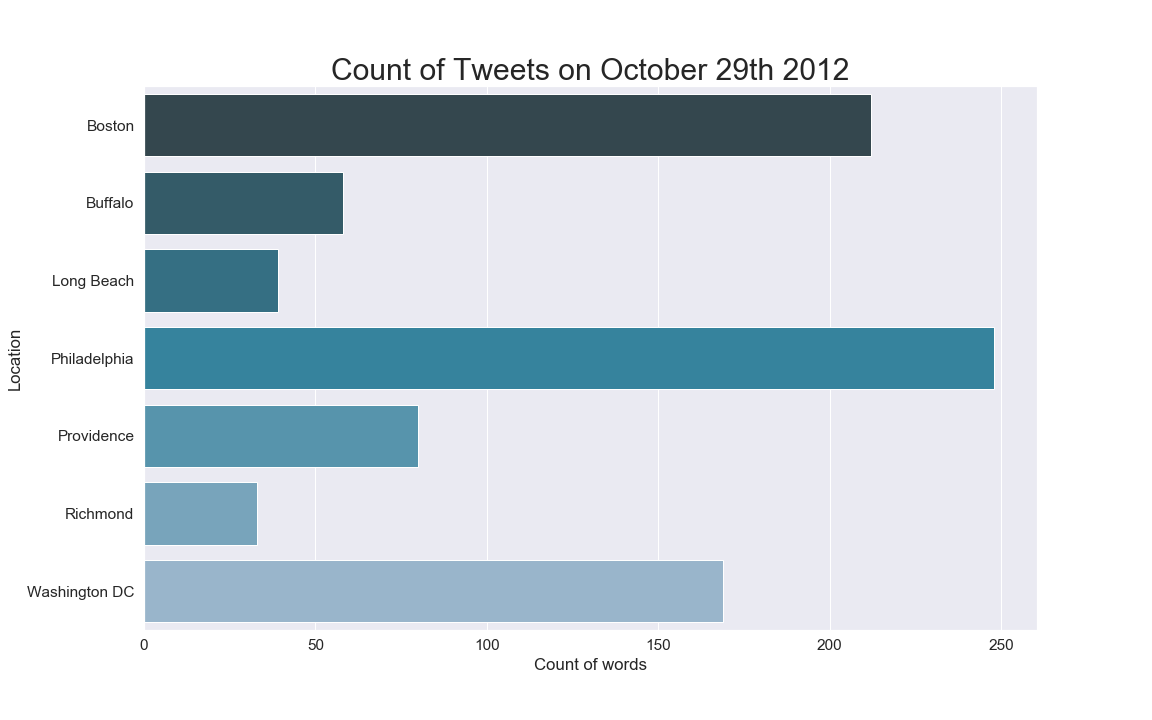 Count of Tweets on October 29th 2012
Location
Boston
Buffalo
Long Beach
Philadelphia
Providence
Richmond
Washington DC
0 50 100 150 200 250
Count of words